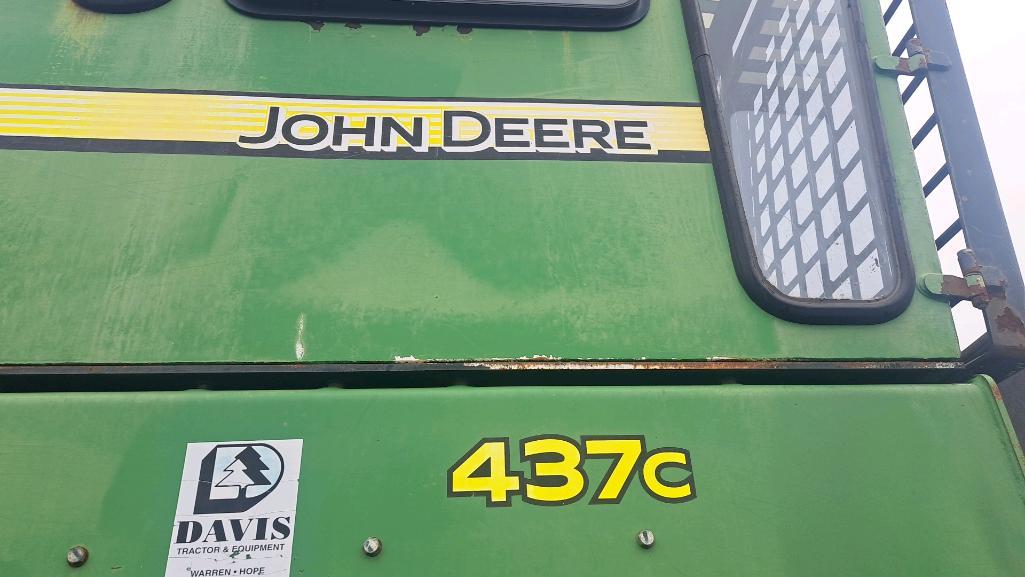 JOHN DEERE
437C
DAVIS
TRACTOR & EQUIPMENT
WARREN • HOPE